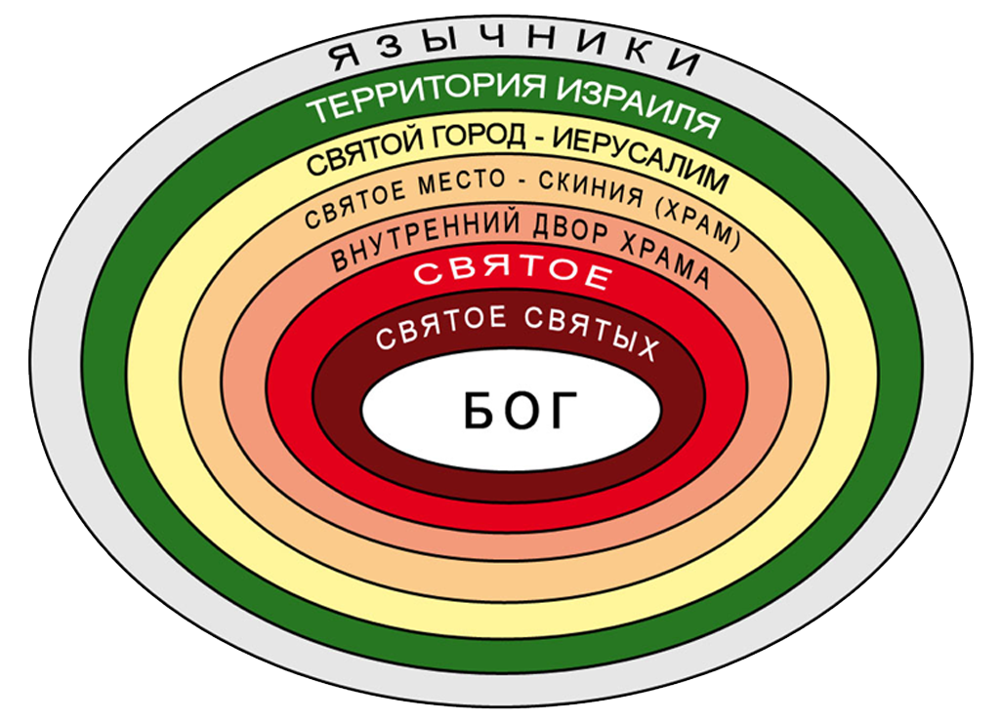 ЯЗЫЧНИКИ
ТЕРРИТОРИЯ ИЗРАИЛЯ
СВЯТОЙ ГОРОД - ИЕРУСАЛИМ
СВЯТОЕ МЕСТО - СКИНИЯ (ХРАМ)
ВНУТРЕННИЙ ДВОР ХРАМА
СВЯТОЕ
СВЯТОЕ СВЯТЫХ
БОГ